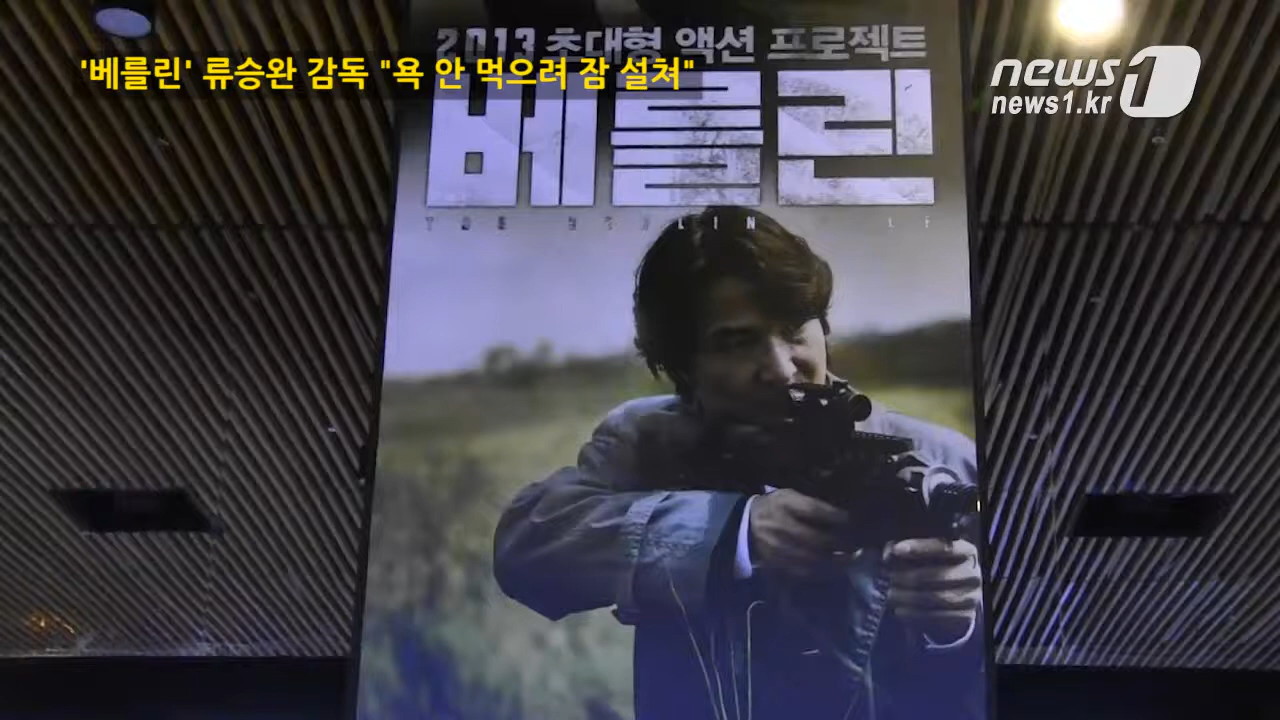 2013 초대형 액션 프로젝트
'베를린' 류승완 감독 "욕 안 먹으려 잠 설쳐"
news1
news1.kr
베를린